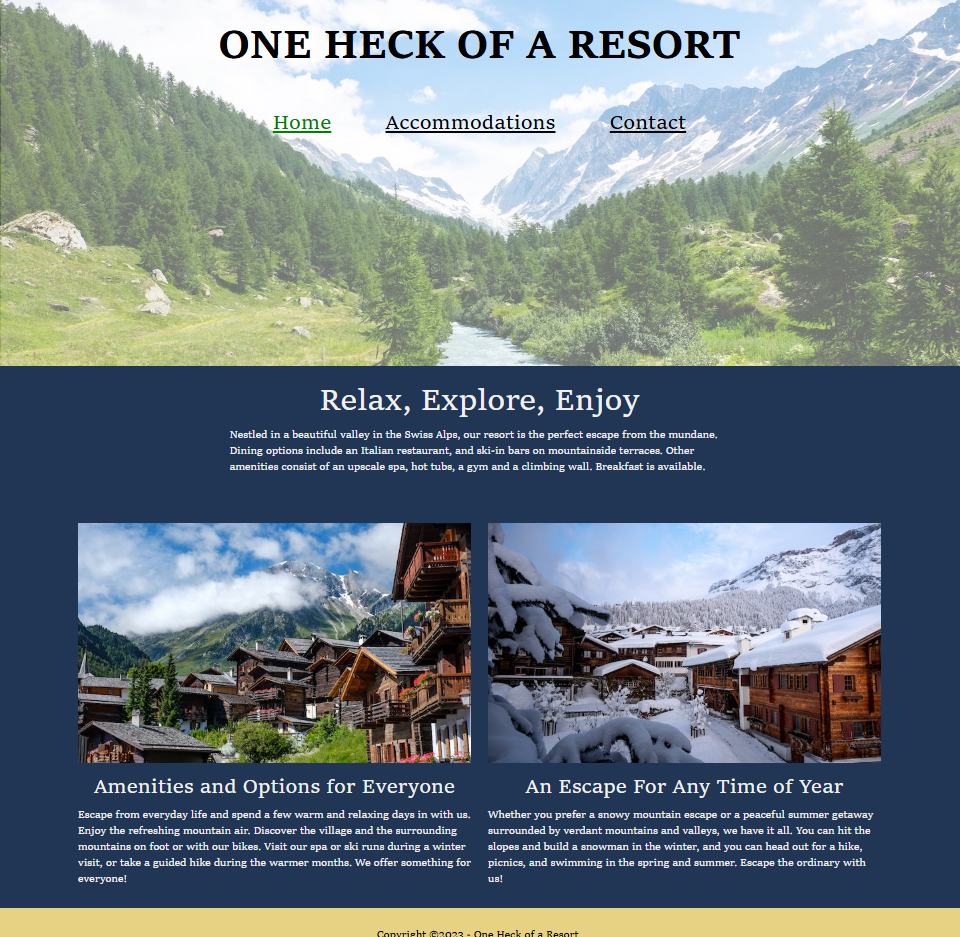 ONE HECK OF A RESORT
Home Accommodations Contact
Relax, Explore, Enjoy
Nestled in a beautiful valley in the Swiss Alps, our resort is the perfect escape from the mundane.
Dining options include an Italian restaurant, and ski-in bars on mountainside terraces. Other
amenities consist of an upscale spa, hot tubs, a gym and a climbing wall. Breakfast is available.
Amenities and Options for Everyone
Escape from everyday life and spend a few warm and relaxing days in with us.
Enjoy the refreshing mountain air. Discover the village and the surrounding
mountains on foot or with our bikes. Visit our spa or ski runs during a winter
visit, or take a guided hike during the warmer months. We offer something for
everyone!
An Escape For Any Time of Year
Whether you prefer a snowy mountain escape or a peaceful summer getaway
surrounded by verdant mountains and valleys, we have it all. You can hit the
slopes and build a snowman in the winter, and you can head out for a hike,
picnics, and swimming in the spring and summer. Escape the ordinary with
us!
Copyright ©2023 - One Heck of a Resort